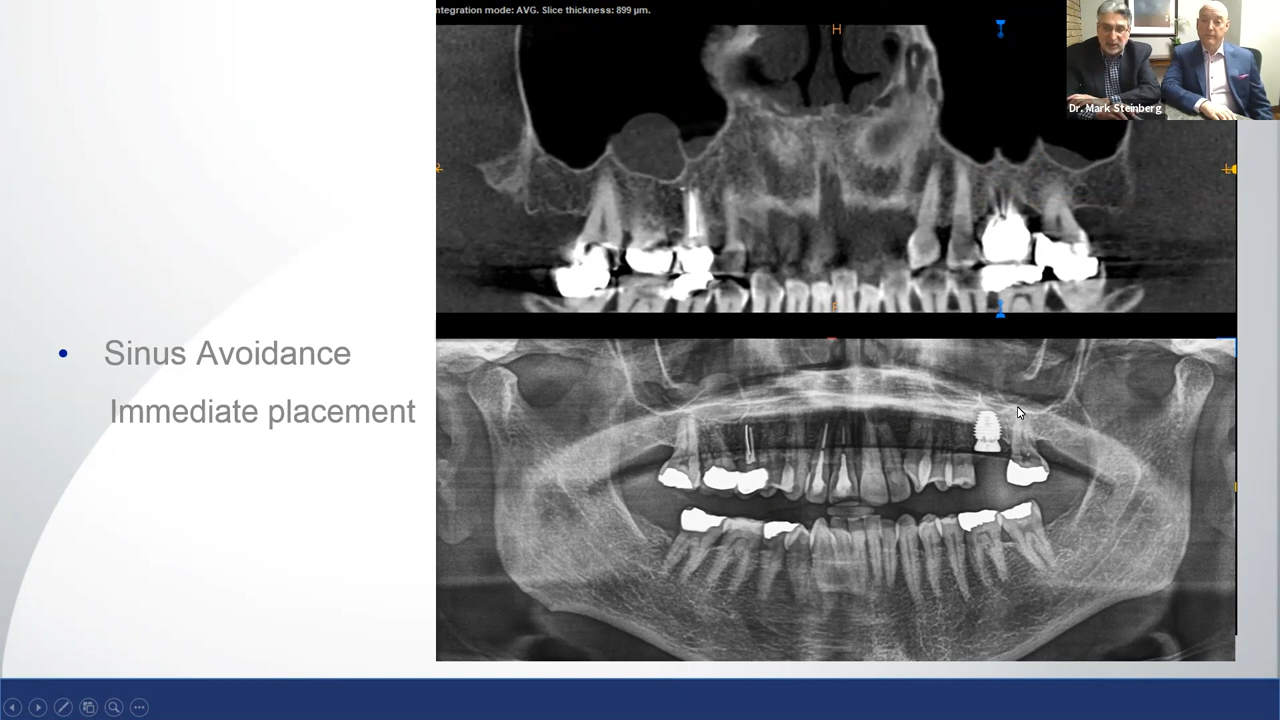 ntegration mode: AVG. Slice thickness: 899 µm.
H
Dr. Mark Steinberg
• Sinus Avoidance
Immediate placement